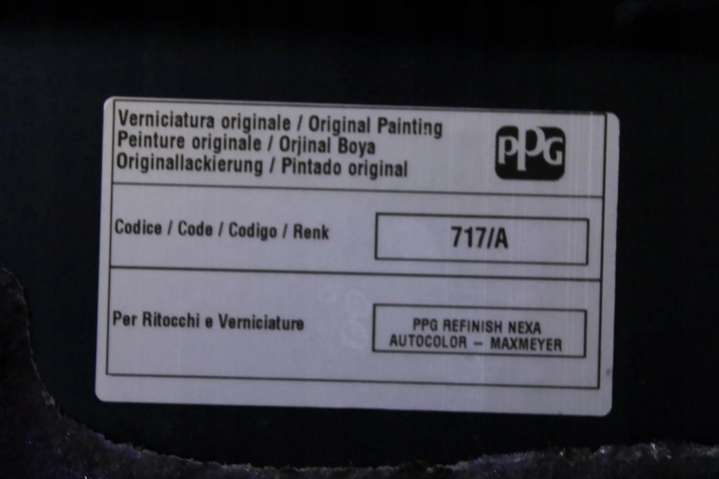 Verniciatura originale / Original Painting
Peinture originale / Orjinal Boya
Originallackierung / Pintado original
PPG
Codice / Code / Codigo / Renk
717/A
Per Ritocchi e Verniciature
PPG REFINISH NEXA
AUTOCOLOR - MAXMEYER